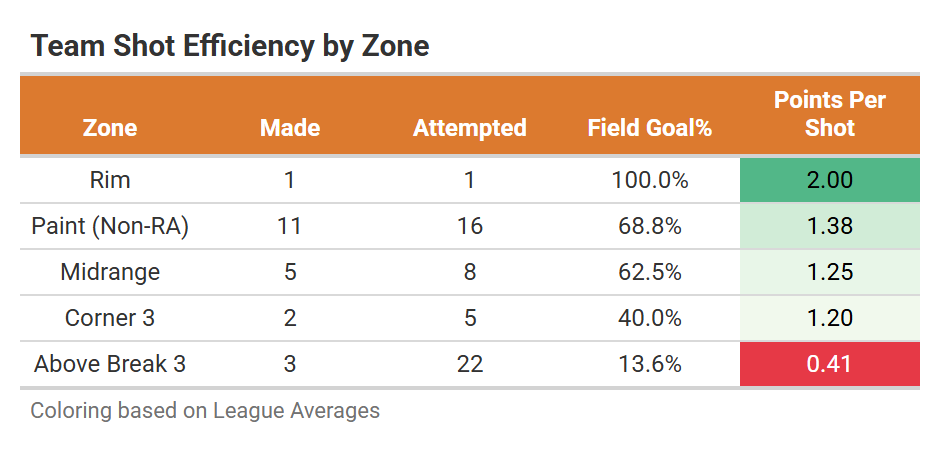 Team Shot Efficiency by Zone
Zone Made Attempted Field Goal% Points Per Shot
Rim 1 1 100.0% 2.00
Paint (Non-RA) 11 16 68.8% 1.38
Midrange 5 8 62.5% 1.25
Corner 3 2 5 40.0% 1.20
Above Break 3 3 22 13.6% 0.41
Coloring based on League Averages